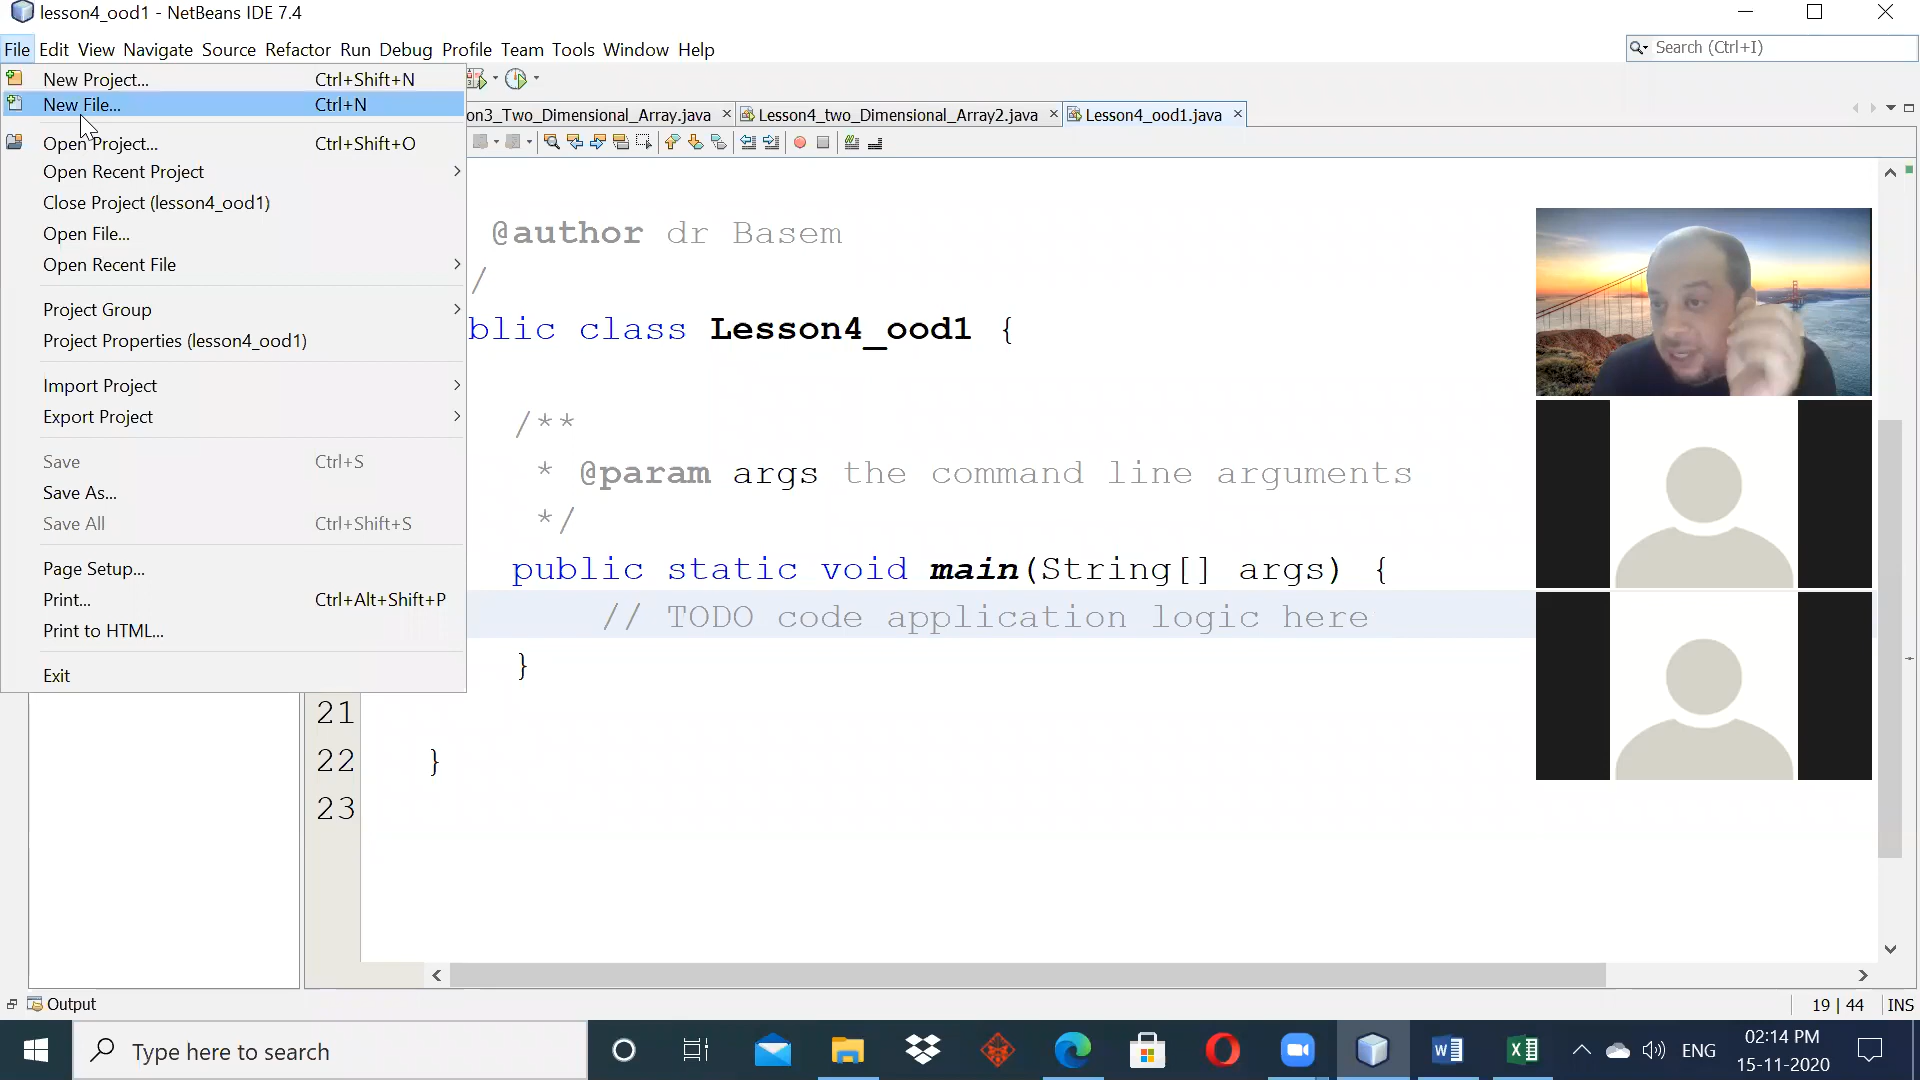 lesson4_ood1 - NetBeans IDE 7.4
File Edit View Navigate Source Refactor Run Debug Profile Team Tools Window Help
Search (Ctrl+I)
New Project... Ctrl+Shift+N
New File... Ctrl+N
Open Project... Ctrl+Shift+O
Open Recent Project
Close Project (lesson4_ood1)
Open File...
Open Recent File
Project Group
Project Properties (lesson4_ood1)
Import Project
Export Project
Save Ctrl+S
Save As...
Save All Ctrl+Shift+S
Page Setup...
Print... Ctrl+Alt+Shift+P
Print to HTML...
Exit
on3_Two_Dimensional_Array.java Lesson4_two_Dimensional_Array2.java Lesson4_ood1.java
@author dr Basem
/
blic class Lesson4_ood1 {
/**
* @param args the command line arguments
*/
public static void main(String[] args) {
// TODO code application logic here
}
21
22 }
23
Output
19 | 44 INS
Type here to search
ENG
02:14 PM
15-11-2020